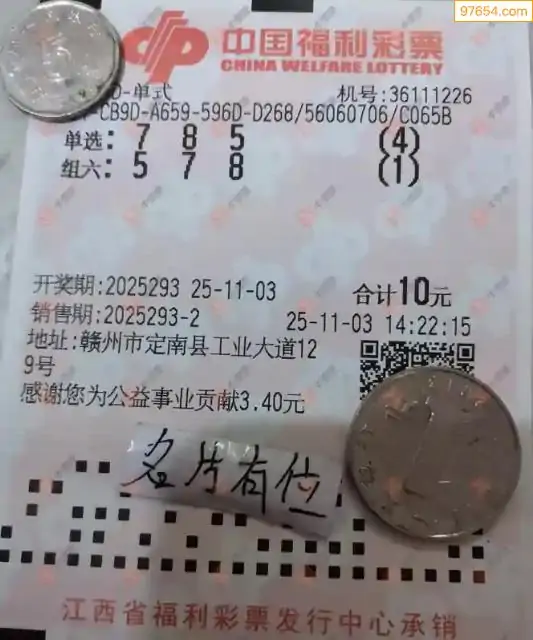 97654.com
中国福利彩票
CHINA WELFARE LOTTERY
D-单式
机号:36111226
-CB9D-A659-596D-D268/56060706/C065B
单选: 7 8 5 (4)
组六: 5 7 8 (1)
开奖期:2025293 25-11-03 合计10元
销售期:2025293-2 25-11-03 14:22:15
地址:赣州市定南县工业大道12
9号
感谢您为公益事业贡献3.40元
名片有位
江西省福利彩票发行中心承销